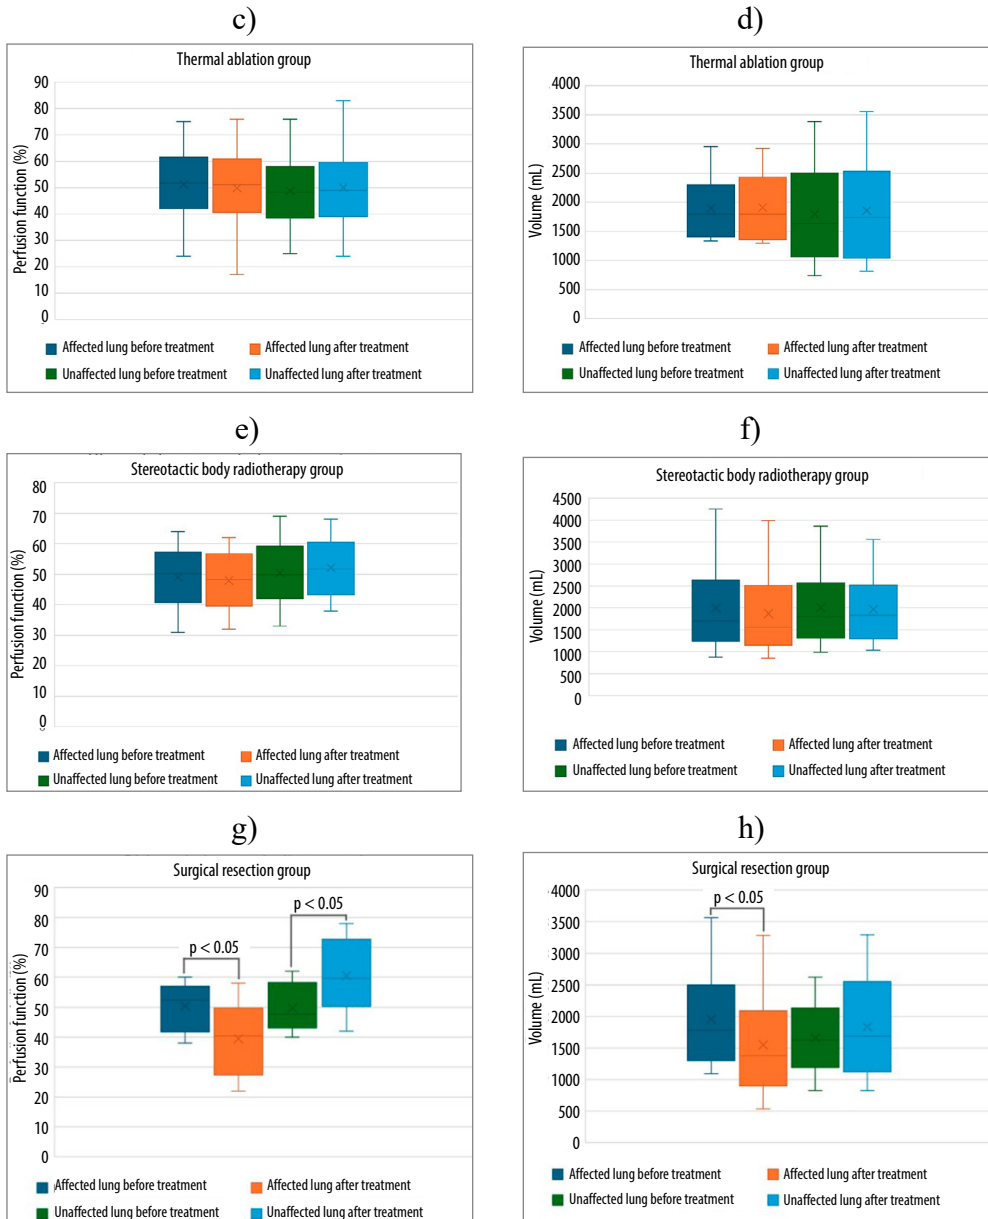 c)
Thermal ablation group
Perfusion function (%)
90
80
70
60
50
40
30
20
10
0
Affected lung before treatment
Affected lung after treatment
Unaffected lung before treatment
Unaffected lung after treatment
d)
Thermal ablation group
Volume (mL)
4000
3500
3000
2500
2000
1500
1000
500
0
Affected lung before treatment
Affected lung after treatment
Unaffected lung before treatment
Unaffected lung after treatment
e)
Stereotactic body radiotherapy group
Perfusion function (%)
80
70
60
50
40
30
20
10
0
Affected lung before treatment
Affected lung after treatment
Unaffected lung before treatment
Unaffected lung after treatment
f)
Stereotactic body radiotherapy group
Volume (mL)
4500
4000
3500
3000
2500
2000
1500
1000
500
0
Affected lung before treatment
Affected lung after treatment
Unaffected lung before treatment
Unaffected lung after treatment
g)
Surgical resection group
Perfusion function (%)
90
80
70
60
50
40
30
20
10
0
p < 0.05
p < 0.05
Affected lung before treatment
Affected lung after treatment
Unaffected lung before treatment
Unaffected lung after treatment
h)
Surgical resection group
Volume (mL)
4000
3500
3000
2500
2000
1500
1000
500
0
p < 0.05
Affected lung before treatment
Affected lung after treatment
Unaffected lung before treatment
Unaffected lung after treatment